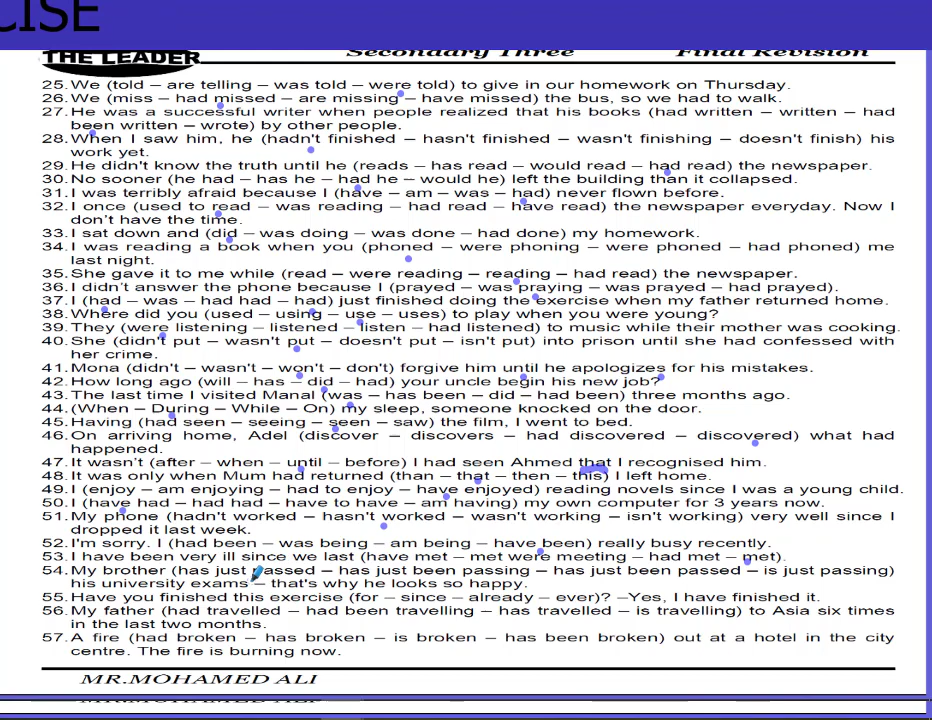 CISE
THE LEADER Secondary Three Final Revision
25. We (told – are telling – was told – were told) to give in our homework on Thursday.
26. We (miss – had missed – are missing – have missed) the bus, so we had to walk.
27. He was a successful writer when people realized that his books (had written – written – had
been written – wrote) by other people.
28. When I saw him, he (hadn't finished – hasn't finished – wasn't finishing – doesn't finish) his
work yet.
29. He didn't know the truth until he (reads – has read – would read – had read) the newspaper.
30. No sooner (he had – has he – had he – would he) left the building than it collapsed.
31. I was terribly afraid because I (have – am – was – had) never flown before.
32. I once (used to read – was reading – had read – have read) the newspaper everyday. Now I
don't have the time.
33. I sat down and (did – was doing – was done – had done) my homework.
34. I was reading a book when you (phoned – were phoning – were phoned – had phoned) me
last night.
35. She gave it to me while (read – were reading – reading – had read) the newspaper.
36. I didn't answer the phone because I (prayed – was praying – was prayed – had prayed).
37. I (had – was – had had – had) just finished doing the exercise when my father returned home.
38. Where did you (used – using – use – uses) to play when you were young?
39. They (were listening – listened – listen – had listened) to music while their mother was cooking.
40. She (didn't put – wasn't put – doesn't put – isn't put) into prison until she had confessed with
her crime.
41. Mona (didn't – wasn't – won't – don't) forgive him until he apologizes for his mistakes.
42. How long ago (will – has – did – had) your uncle begin his new job?
43. The last time I visited Manal (was – has been – did – had been) three months ago.
44. (When – During – While – On) my sleep, someone knocked on the door.
45. Having (had seen – seeing – seen – saw) the film, I went to bed.
46. On arriving home, Adel (discover – discovers – had discovered – discovered) what had
happened.
47. It wasn't (after – when – until – before) I had seen Ahmed that I recognised him.
48. It was only when Mum had returned (than – that – then – this) I left home.
49. I (enjoy – am enjoying – had to enjoy – have enjoyed) reading novels since I was a young child.
50. I (have had – had had – have to have – am having) my own computer for 3 years now.
51. My phone (hadn't worked – hasn't worked – wasn't working – isn't working) very well since I
dropped it last week.
52. I'm sorry. I (had been – was being – am being – have been) really busy recently.
53. I have been very ill since we last (have met – met were meeting – had met – met).
54. My brother (has just passed – has just been passing – has just been passed – is just passing)
his university exams – that's why he looks so happy.
55. Have you finished this exercise (for – since – already – ever)? –Yes, I have finished it.
56. My father (had travelled – had been travelling – has travelled – is travelling) to Asia six times
in the last two months.
57. A fire (had broken – has broken – is broken – has been broken) out at a hotel in the city
centre. The fire is burning now.
MR.MOHAMED ALI
MR.MOHAMED ALI